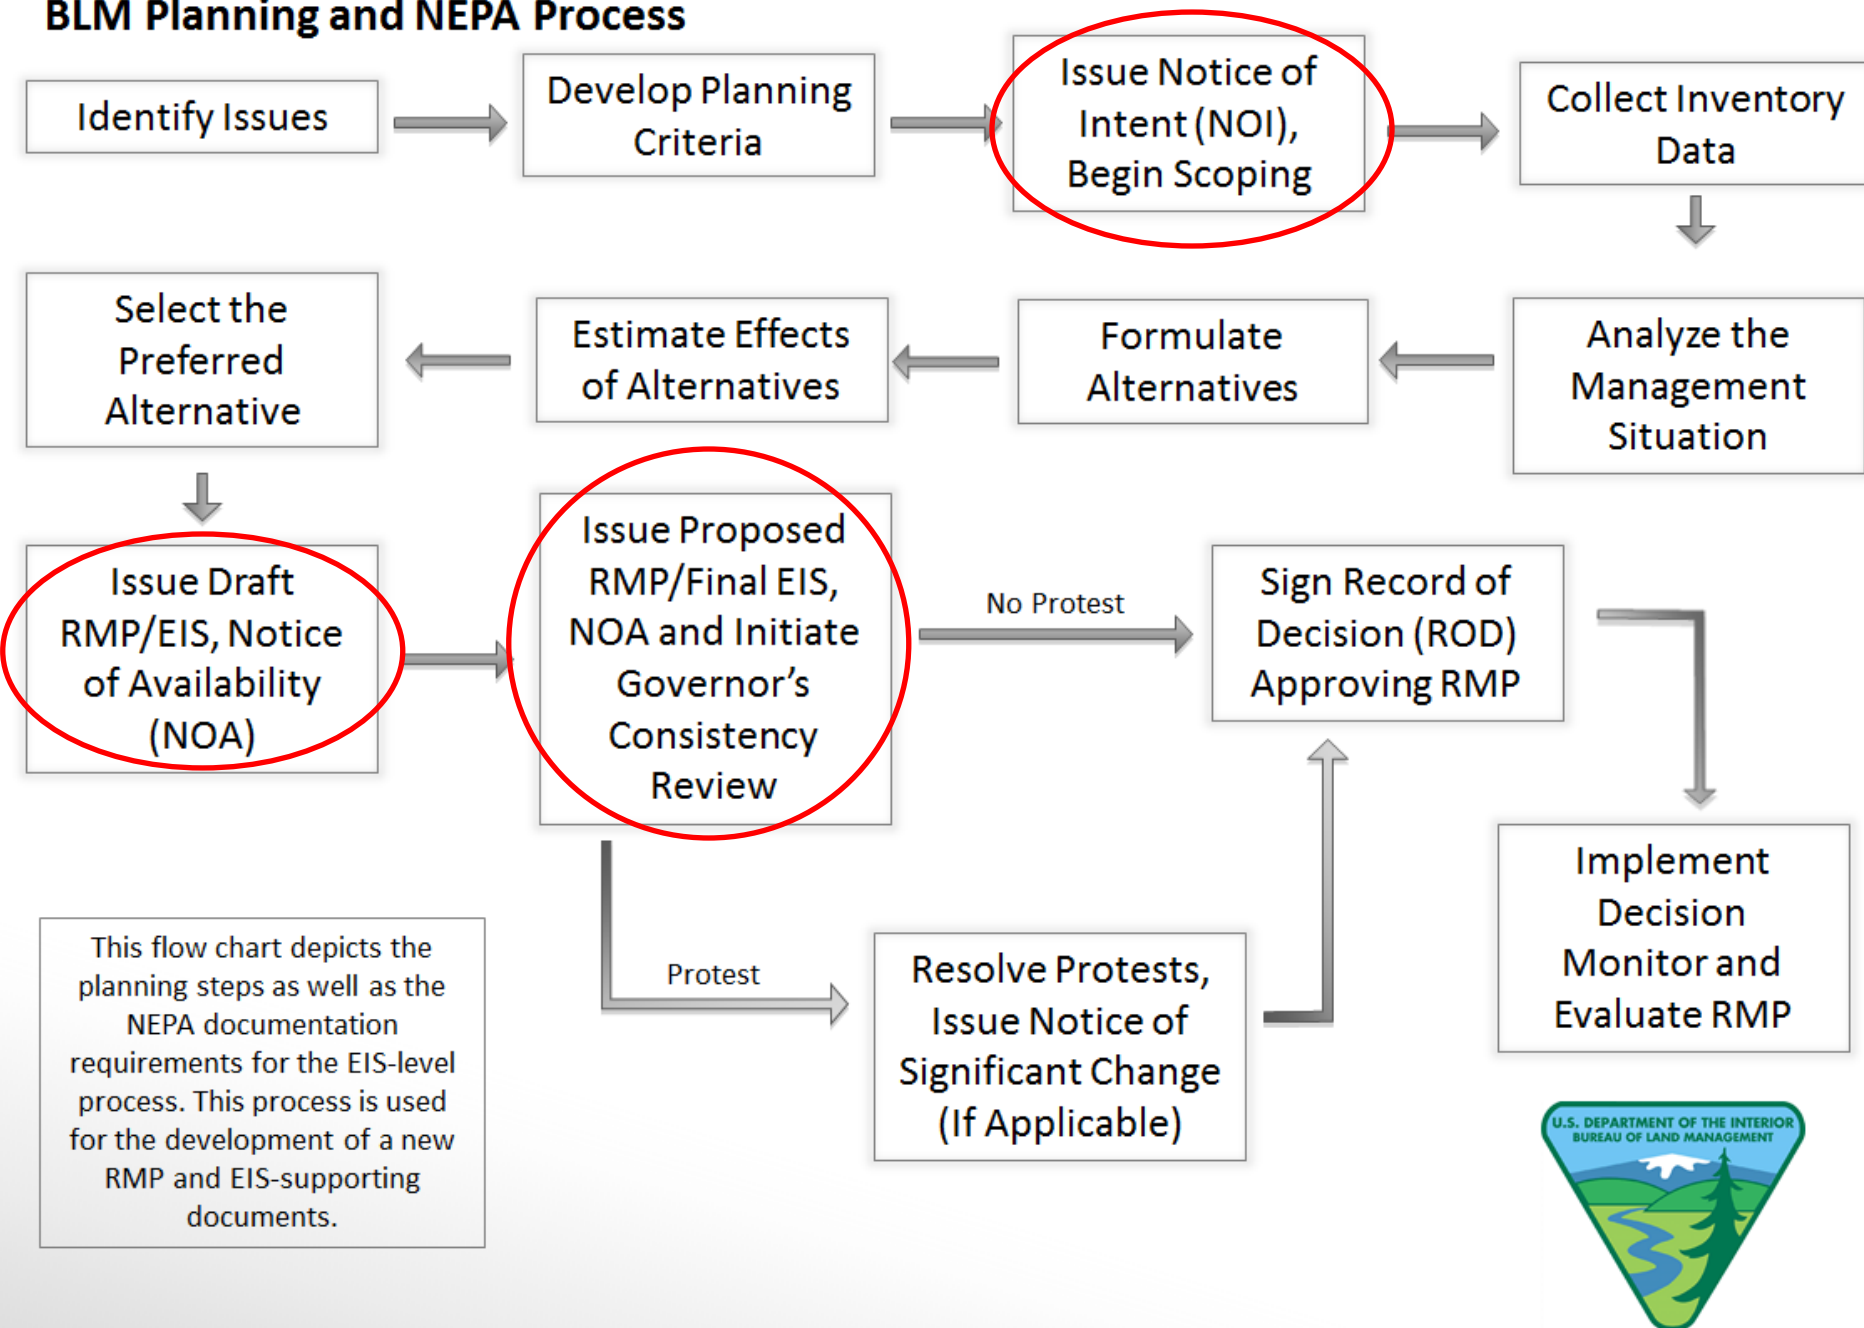 BLM Planning and NEPA Process
Identify Issues
Develop Planning
Criteria
Issue Notice of
Intent (NOI),
Begin Scoping
Collect Inventory
Data
Analyze the
Management
Situation
Formulate
Alternatives
Estimate Effects
of Alternatives
Select the
Preferred
Alternative
Issue Draft
RMP/EIS, Notice
of Availability
(NOA)
Issue Proposed
RMP/Final EIS,
NOA and Initiate
Governor’s
Consistency
Review
No Protest
Sign Record of
Decision (ROD)
Approving RMP
Protest
Resolve Protests,
Issue Notice of
Significant Change
(If Applicable)
Implement
Decision
Monitor and
Evaluate RMP
This flow chart depicts the
planning steps as well as the
NEPA documentation
requirements for the EIS-level
process. This process is used
for the development of a new
RMP and EIS-supporting
documents.
U.S. DEPARTMENT OF THE INTERIOR
BUREAU OF LAND MANAGEMENT